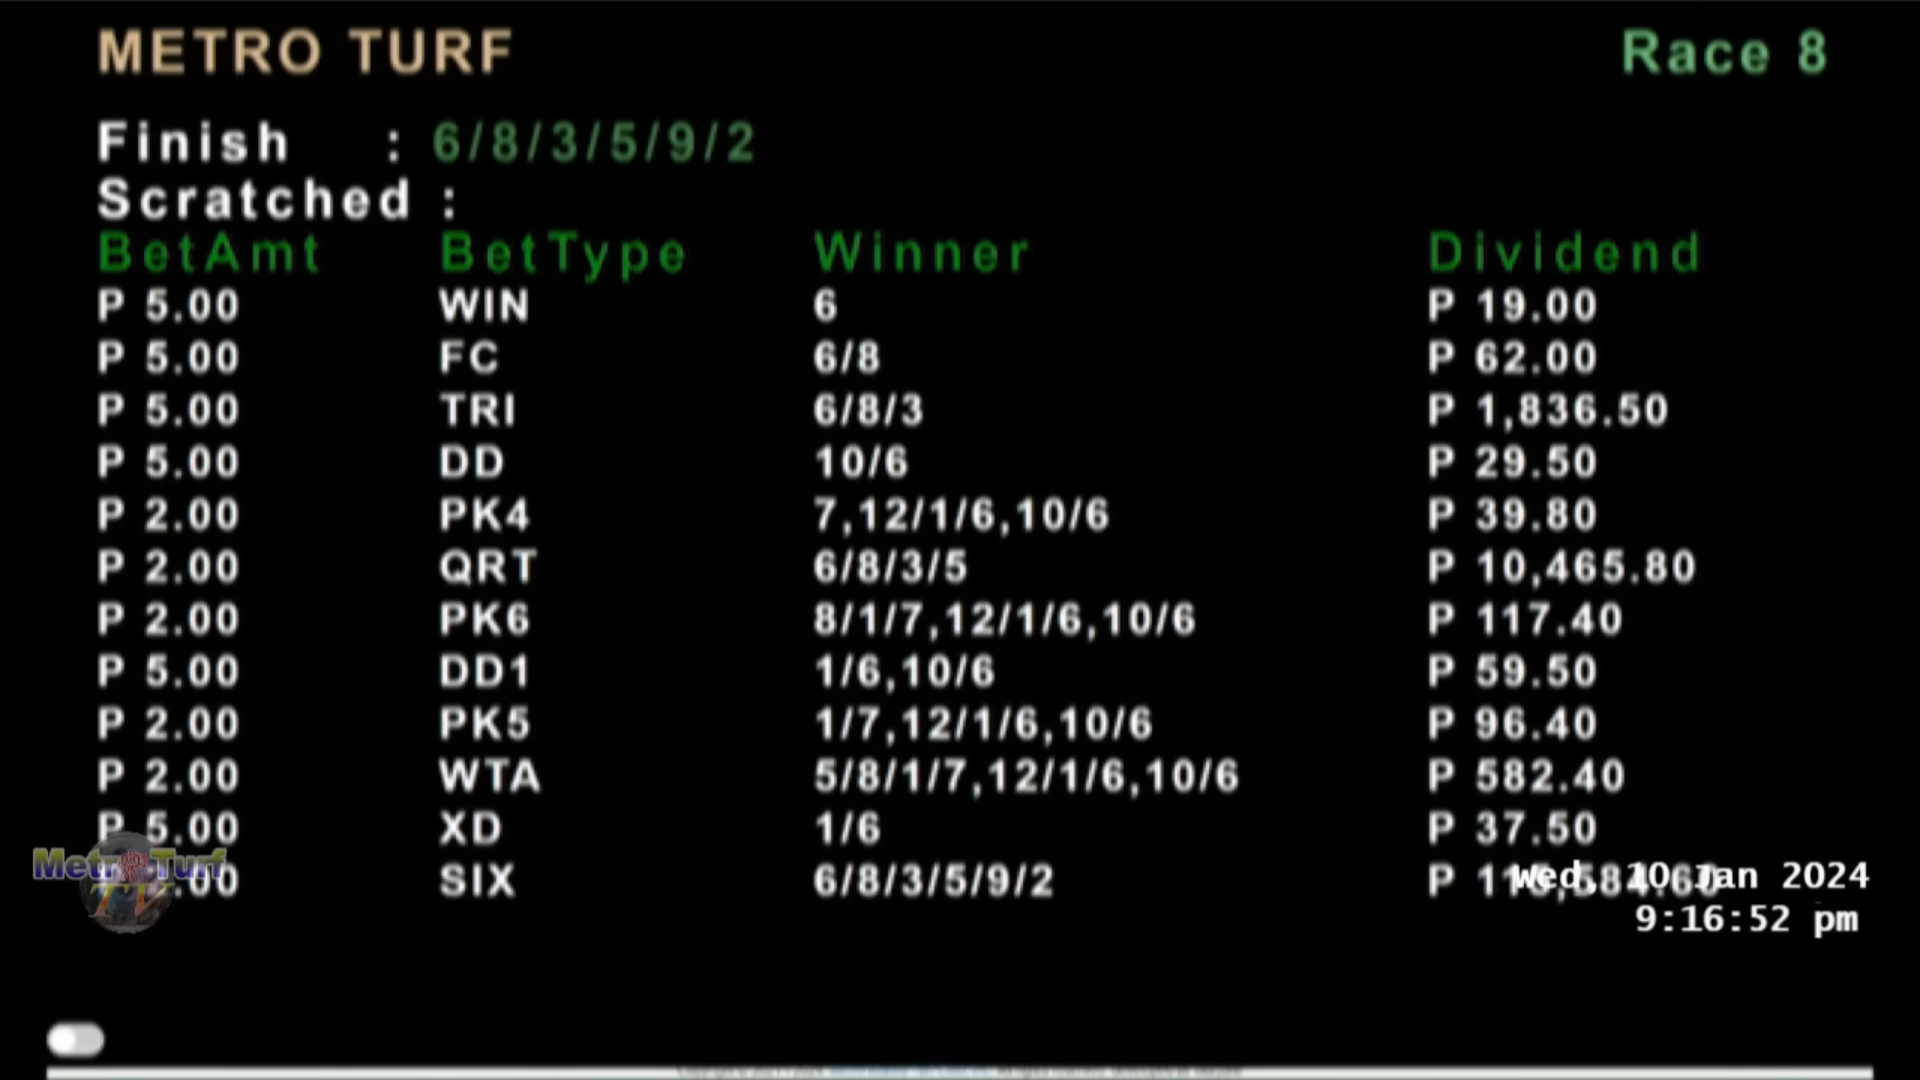 METRO TURF Race 8
Finish : 6/8/3/5/9/2
Scratched :
BetAmt BetType Winner Dividend
P 5.00 WIN 6 P 19.00
P 5.00 FC 6/8 P 62.00
P 5.00 TRI 6/8/3 P 1,836.50
P 5.00 DD 10/6 P 29.50
P 2.00 PK4 7,12/1/6,10/6 P 39.80
P 2.00 QRT 6/8/3/5 P 10,465.80
P 2.00 PK6 8/1/7,12/1/6,10/6 P 117.40
P 5.00 DD1 1/6,10/6 P 59.50
P 2.00 PK5 1/7,12/1/6,10/6 P 96.40
P 2.00 WTA 5/8/1/7,12/1/6,10/6 P 582.40
P 5.00 XD 1/6 P 37.50
SIX 6/8/3/5/9/2 P
Metro Turf
TV
Wed, 10 Jan 2024
9:16:52 pm